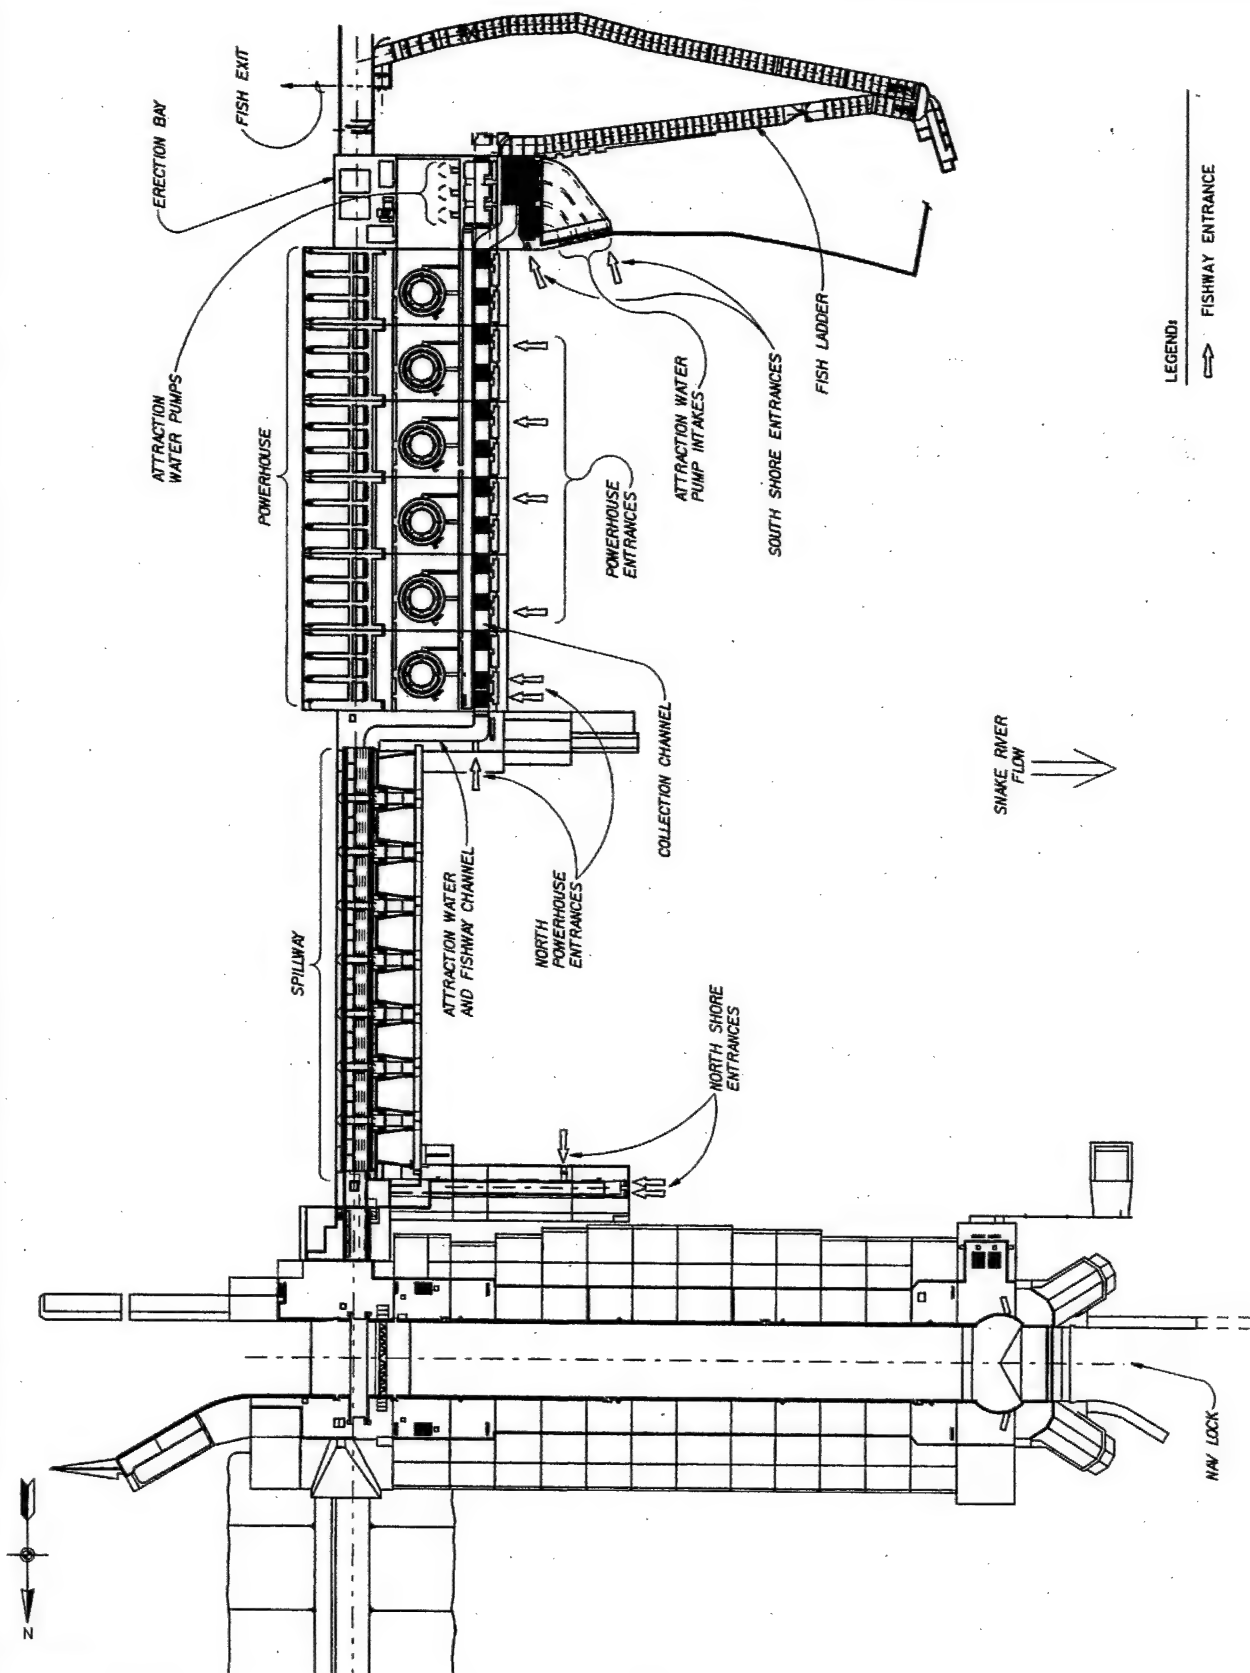 FISH EXIT
ERECTION BAY
ATTRACTION
WATER PUMPS
POWERHOUSE
FISH LADDER
SOUTH SHORE ENTRANCES
ATTRACTION WATER
PUMP INTAKES
POWERHOUSE
ENTRANCES
COLLECTION CHANNEL
NORTH
POWERHOUSE
ENTRANCES
ATTRACTION WATER
AND FISHWAY CHANNEL
SPILLWAY
NORTH SHORE
ENTRANCES
SNAKE RIVER
FLOW
NAV LOCK
N
LEGEND:
FISHWAY ENTRANCE